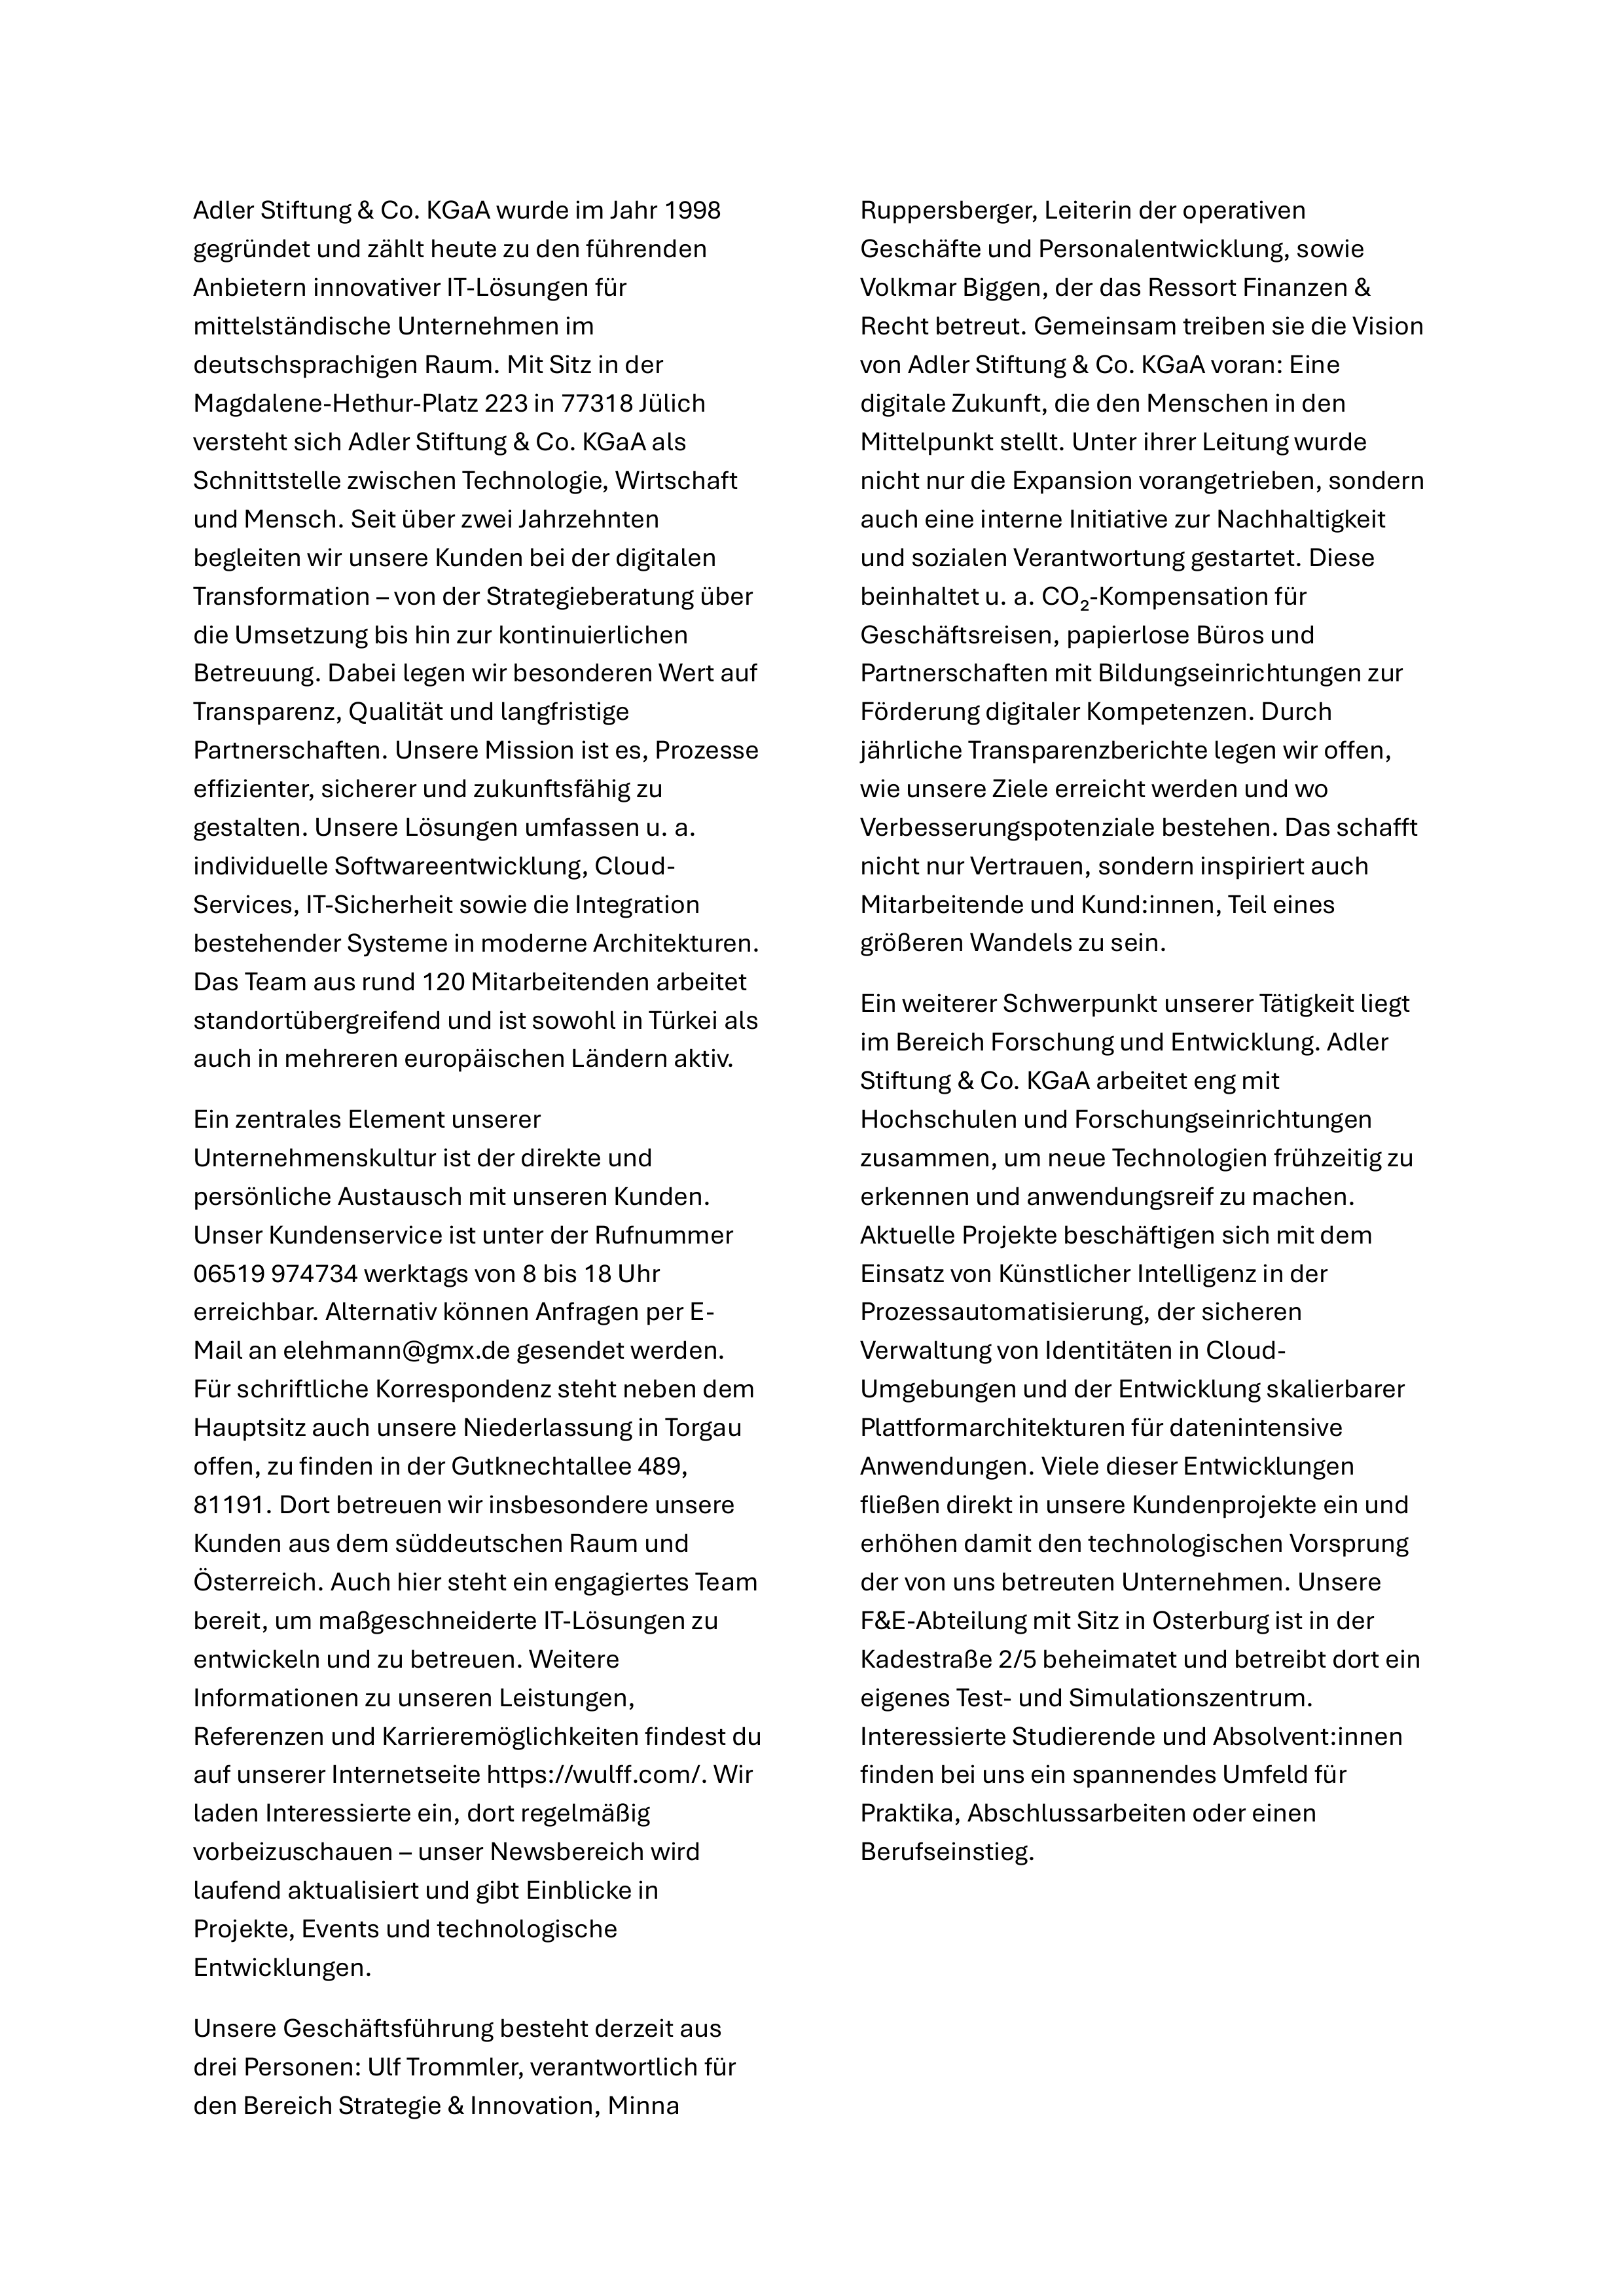 Adler Stiftung & Co. KGaA wurde im Jahr 1998
gegründet und zählt heute zu den führenden
Anbietern innovativer IT-Lösungen für
mittelständische Unternehmen im
deutschsprachigen Raum. Mit Sitz in der
Magdalene-Hethur-Platz 223 in 77318 Jülich
versteht sich Adler Stiftung & Co. KGaA als
Schnittstelle zwischen Technologie, Wirtschaft
und Mensch. Seit über zwei Jahrzehnten
begleiten wir unsere Kunden bei der digitalen
Transformation – von der Strategieberatung über
die Umsetzung bis hin zur kontinuierlichen
Betreuung. Dabei legen wir besonderen Wert auf
Transparenz, Qualität und langfristige
Partnerschaften. Unsere Mission ist es, Prozesse
effizienter, sicherer und zukunftsfähig zu
gestalten. Unsere Lösungen umfassen u. a.
individuelle Softwareentwicklung, Cloud-
Services, IT-Sicherheit sowie die Integration
bestehender Systeme in moderne Architekturen.
Das Team aus rund 120 Mitarbeitenden arbeitet
standortübergreifend und ist sowohl in Türkei als
auch in mehreren europäischen Ländern aktiv.
Ein zentrales Element unserer
Unternehmenskultur ist der direkte und
persönliche Austausch mit unseren Kunden.
Unser Kundenservice ist unter der Rufnummer
06519 974734 werktags von 8 bis 18 Uhr
erreichbar. Alternativ können Anfragen per E-
Mail an elehmann@gmx.de gesendet werden.
Für schriftliche Korrespondenz steht neben dem
Hauptsitz auch unsere Niederlassung in Torgau
offen, zu finden in der Gutknechtallee 489,
81191. Dort betreuen wir insbesondere unsere
Kunden aus dem süddeutschen Raum und
Österreich. Auch hier steht ein engagiertes Team
bereit, um maßgeschneiderte IT-Lösungen zu
entwickeln und zu betreuen. Weitere
Informationen zu unseren Leistungen,
Referenzen und Karrieremöglichkeiten findest du
auf unserer Internetseite https://wulff.com/. Wir
laden Interessierte ein, dort regelmäßig
vorbeizuschauen – unser Newsbereich wird
laufend aktualisiert und gibt Einblicke in
Projekte, Events und technologische
Entwicklungen.
Unsere Geschäftsführung besteht derzeit aus
drei Personen: Ulf Trommler, verantwortlich für
den Bereich Strategie & Innovation, Minna
Ruppersberger, Leiterin der operativen
Geschäfte und Personalentwicklung, sowie
Volkmar Biggen, der das Ressort Finanzen &
Recht betreut. Gemeinsam treiben sie die Vision
von Adler Stiftung & Co. KGaA voran: Eine
digitale Zukunft, die den Menschen in den
Mittelpunkt stellt. Unter ihrer Leitung wurde
nicht nur die Expansion vorangetrieben, sondern
auch eine interne Initiative zur Nachhaltigkeit
und sozialen Verantwortung gestartet. Diese
beinhaltet u. a. CO₂-Kompensation für
Geschäftsreisen, papierlose Büros und
Partnerschaften mit Bildungseinrichtungen zur
Förderung digitaler Kompetenzen. Durch
jährliche Transparenzberichte legen wir offen,
wie unsere Ziele erreicht werden und wo
Verbesserungspotenziale bestehen. Das schafft
nicht nur Vertrauen, sondern inspiriert auch
Mitarbeitende und Kund:innen, Teil eines
größeren Wandels zu sein.
Ein weiterer Schwerpunkt unserer Tätigkeit liegt
im Bereich Forschung und Entwicklung. Adler
Stiftung & Co. KGaA arbeitet eng mit
Hochschulen und Forschungseinrichtungen
zusammen, um neue Technologien frühzeitig zu
erkennen und anwendungsreif zu machen.
Aktuelle Projekte beschäftigen sich mit dem
Einsatz von Künstlicher Intelligenz in der
Prozessautomatisierung, der sicheren
Verwaltung von Identitäten in Cloud-
Umgebungen und der Entwicklung skalierbarer
Plattformarchitekturen für datenintensive
Anwendungen. Viele dieser Entwicklungen
fließen direkt in unsere Kundenprojekte ein und
erhöhen damit den technologischen Vorsprung
der von uns betreuten Unternehmen. Unsere
F&E-Abteilung mit Sitz in Osterburg ist in der
Kadestraße 2/5 beheimatet und betreibt dort ein
eigenes Test- und Simulationszentrum.
Interessierte Studierende und Absolvent:innen
finden bei uns ein spannendes Umfeld für
Praktika, Abschlussarbeiten oder einen
Berufseinstieg.